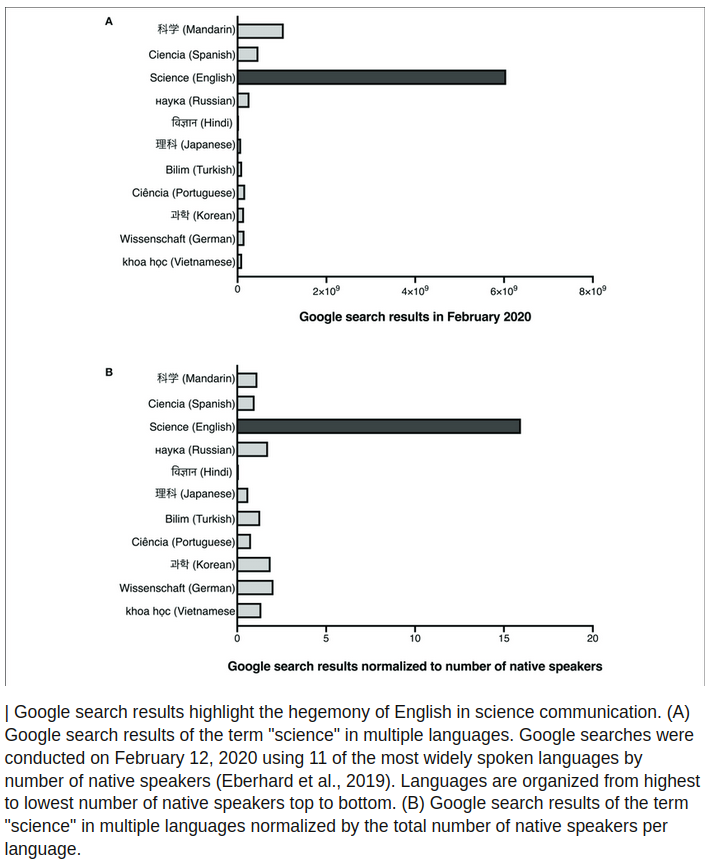 A
科学 (Mandarin)
Ciencia (Spanish)
Science (English)
наука (Russian)
विज्ञान (Hindi)
理科 (Japanese)
Bilim (Turkish)
Ciência (Portuguese)
과학 (Korean)
Wissenschaft (German)
khoa học (Vietnamese)
0 2×10⁹ 4×10⁹ 6×10⁹ 8×10⁹
Google search results in February 2020
B
科学 (Mandarin)
Ciencia (Spanish)
Science (English)
наука (Russian)
विज्ञान (Hindi)
理科 (Japanese)
Bilim (Turkish)
Ciência (Portuguese)
과학 (Korean)
Wissenschaft (German)
khoa học (Vietnamese
0 5 10 15 20
Google search results normalized to number of native speakers
| Google search results highlight the hegemony of English in science communication. (A)
Google search results of the term "science" in multiple languages. Google searches were
conducted on February 12, 2020 using 11 of the most widely spoken languages by
number of native speakers (Eberhard et al., 2019). Languages are organized from highest
to lowest number of native speakers top to bottom. (B) Google search results of the term
"science" in multiple languages normalized by the total number of native speakers per
language.